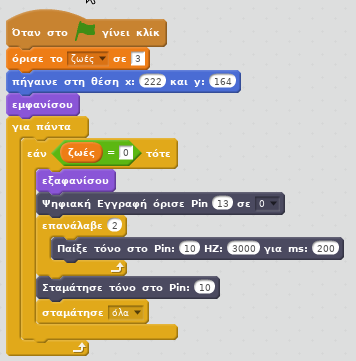 Όταν στο γίνει κλίκ
όρισε το ζωές σε 3
πήγαινε στη θέση x: 222 και y: 164
εμφανίσου
για πάντα
εάν ζωές = 0 τότε
εξαφανίσου
Ψηφιακή Εγγραφή όρισε Pin 13 σε 0
επανάλαβε 2
Παίξε τόνο στο Pin: 10 HZ: 3000 για ms: 200
Σταμάτησε τόνο στο Pin: 10
σταμάτησε όλα